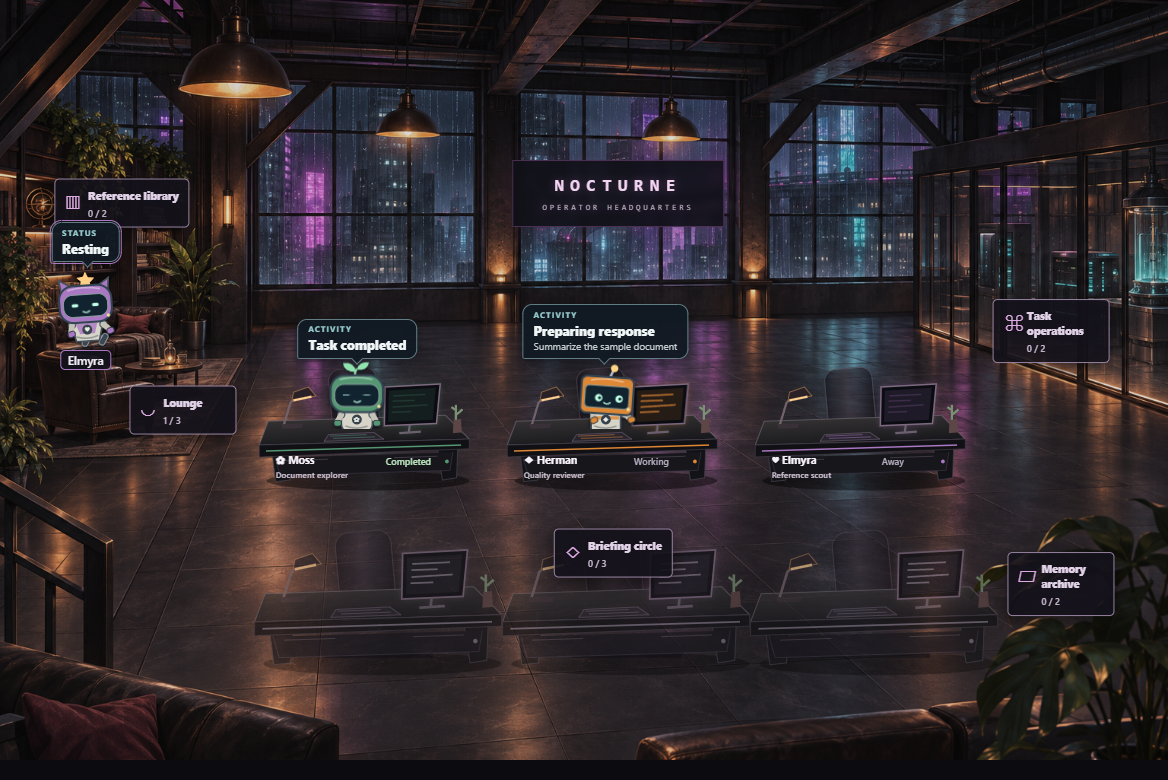 NOCTURNE
OPERATOR HEADQUARTERS
Reference library
0 / 2
STATUS
Resting
Elmyra
Lounge
1 / 3
ACTIVITY
Task completed
ACTIVITY
Preparing response
Summarize the sample document
Task
operations
0 / 2
Moss
Completed
Document explorer
Herman
Working
Quality reviewer
Elmyra
Away
Reference scout
Briefing circle
0 / 3
Memory
archive
0 / 2